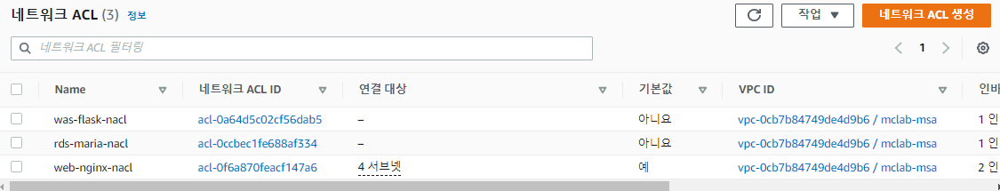 네트워크 ACL (3) 정보
작업 네트워크 ACL 생성
네트워크 ACL 필터링
1
Name 네트워크 ACL ID 연결 대상 기본값 VPC ID 인바
was-flask-nacl acl-0a64d5c02cf56dab5 – 아니요 vpc-0cb7b84749de4d9b6 / mclab-msa 1 인
rds-maria-nacl acl-0ccbec1fe688af334 – 아니요 vpc-0cb7b84749de4d9b6 / mclab-msa 1 인
web-nginx-nacl acl-0f6a870feacf147a6 4 서브넷 예 vpc-0cb7b84749de4d9b6 / mclab-msa 2 인